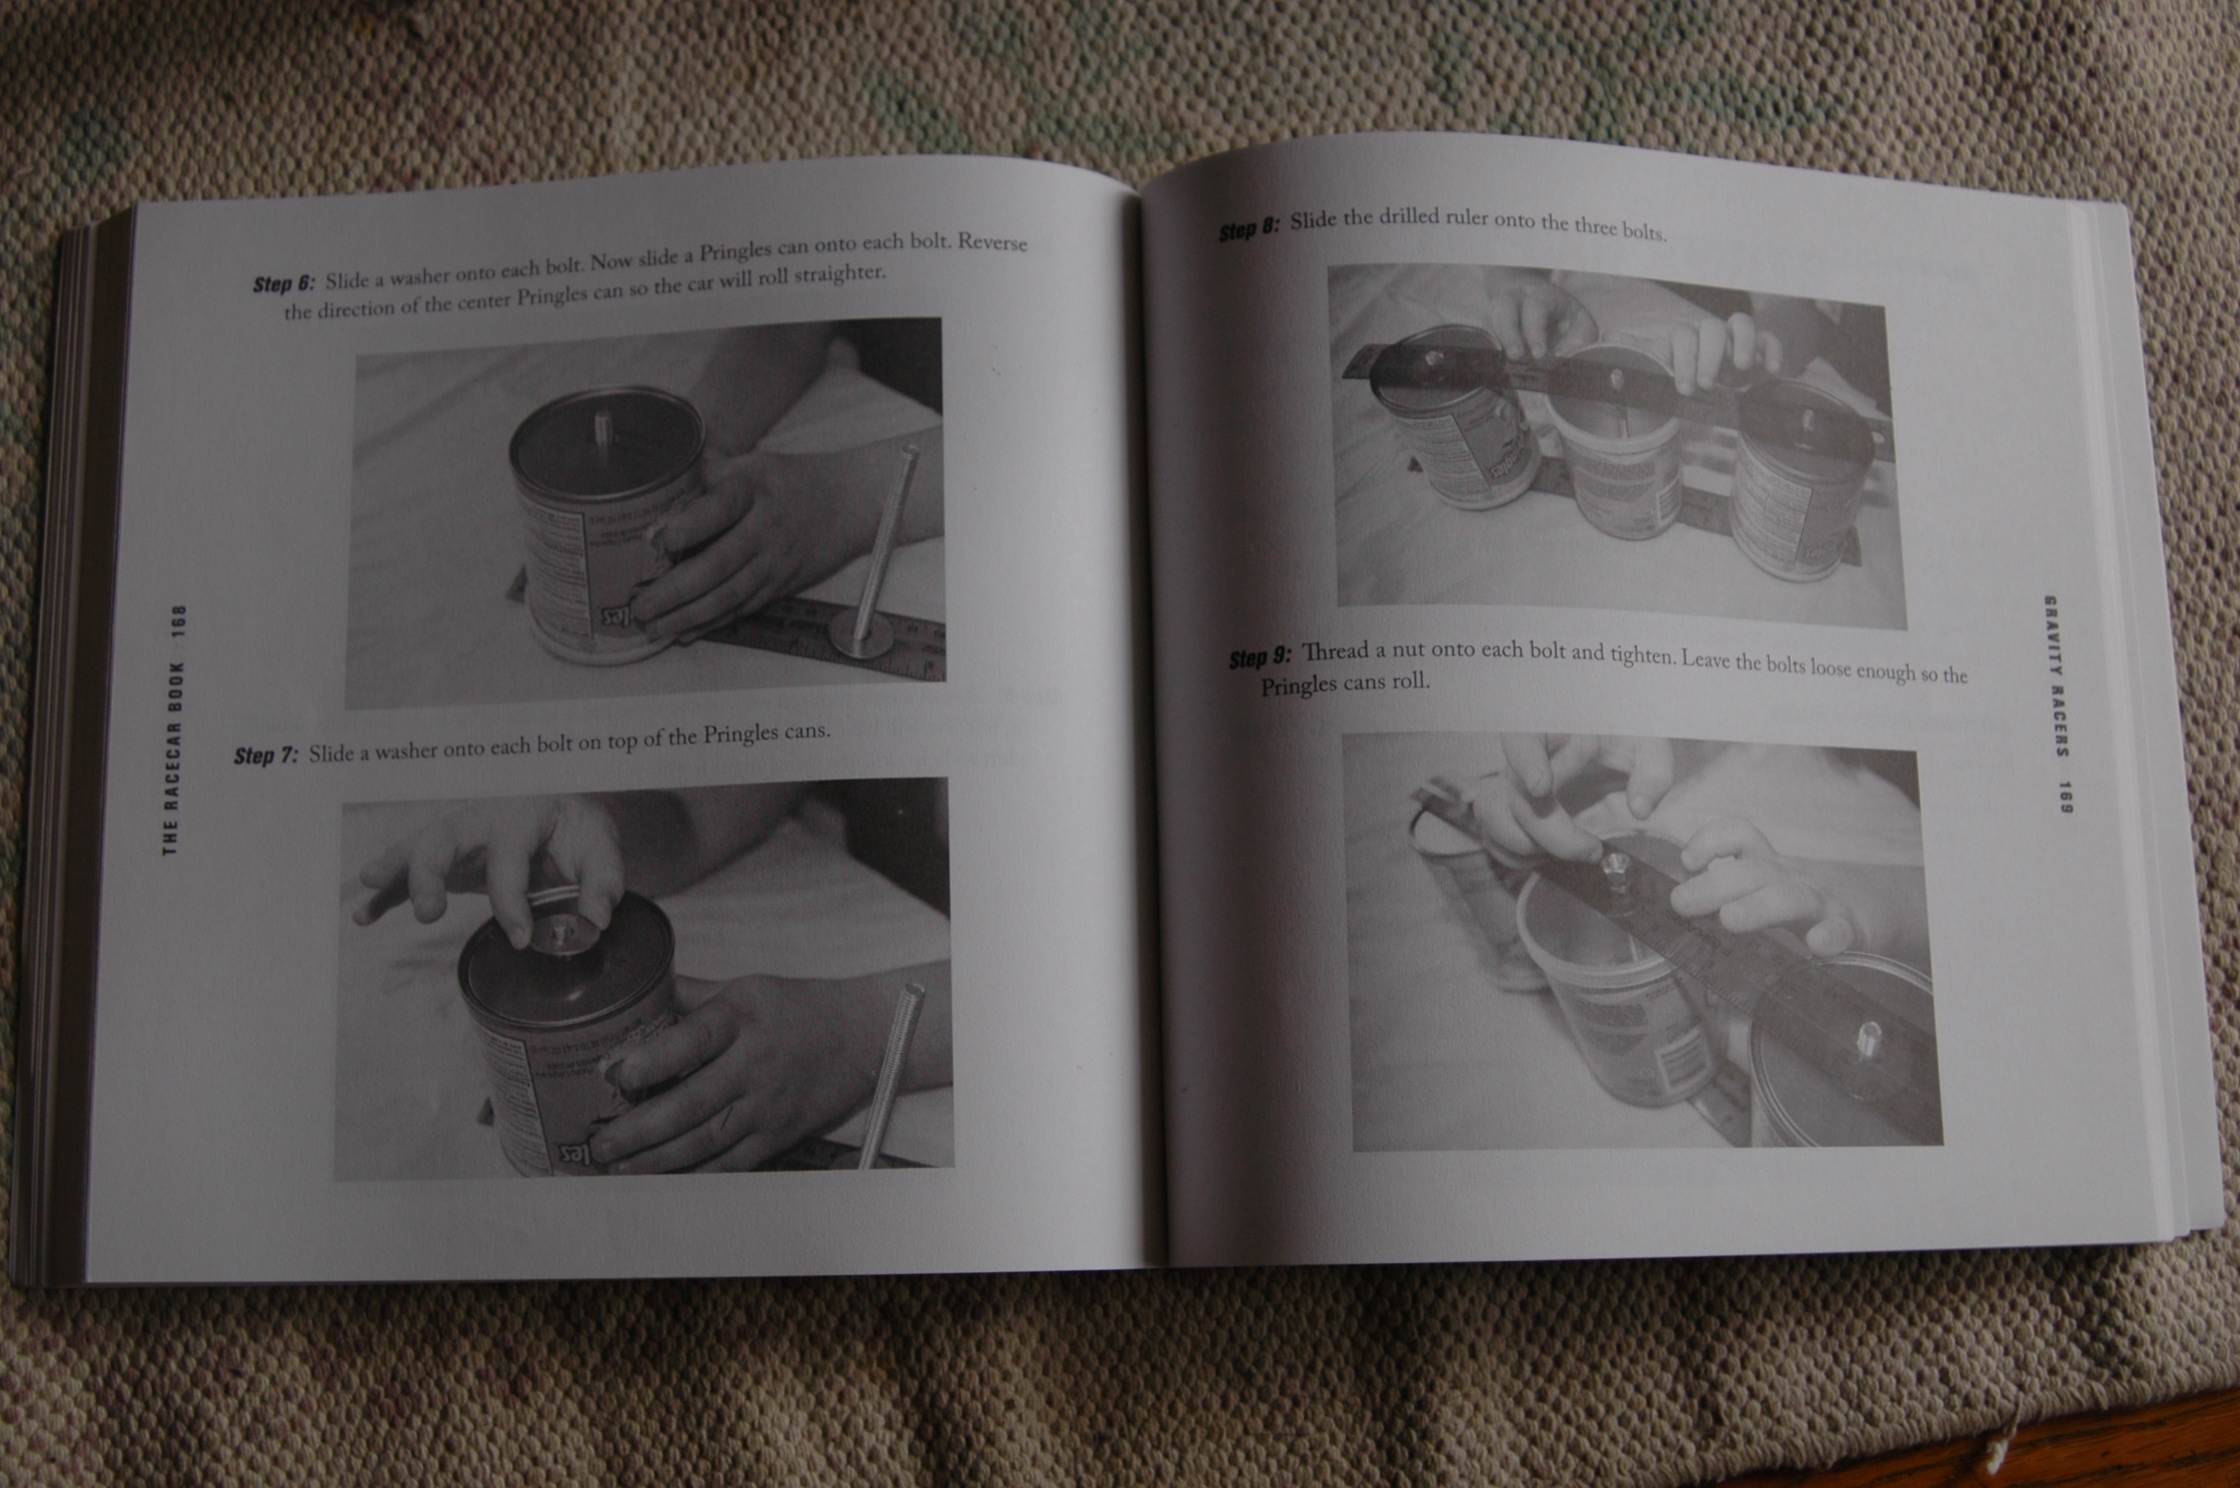 Step 6: Slide a washer onto each bolt. Now slide a Pringles can onto each bolt. Reverse
the direction of the center Pringles can so the car will roll straighter.
les
Step 7: Slide a washer onto each bolt on top of the Pringles cans.
les
THE RACECAR BOOK 168
Step 8: Slide the drilled ruler onto the three bolts.
Pringles
Step 9: Thread a nut onto each bolt and tighten. Leave the bolts loose enough so the
Pringles cans roll.
GRAVITY RACERS 169